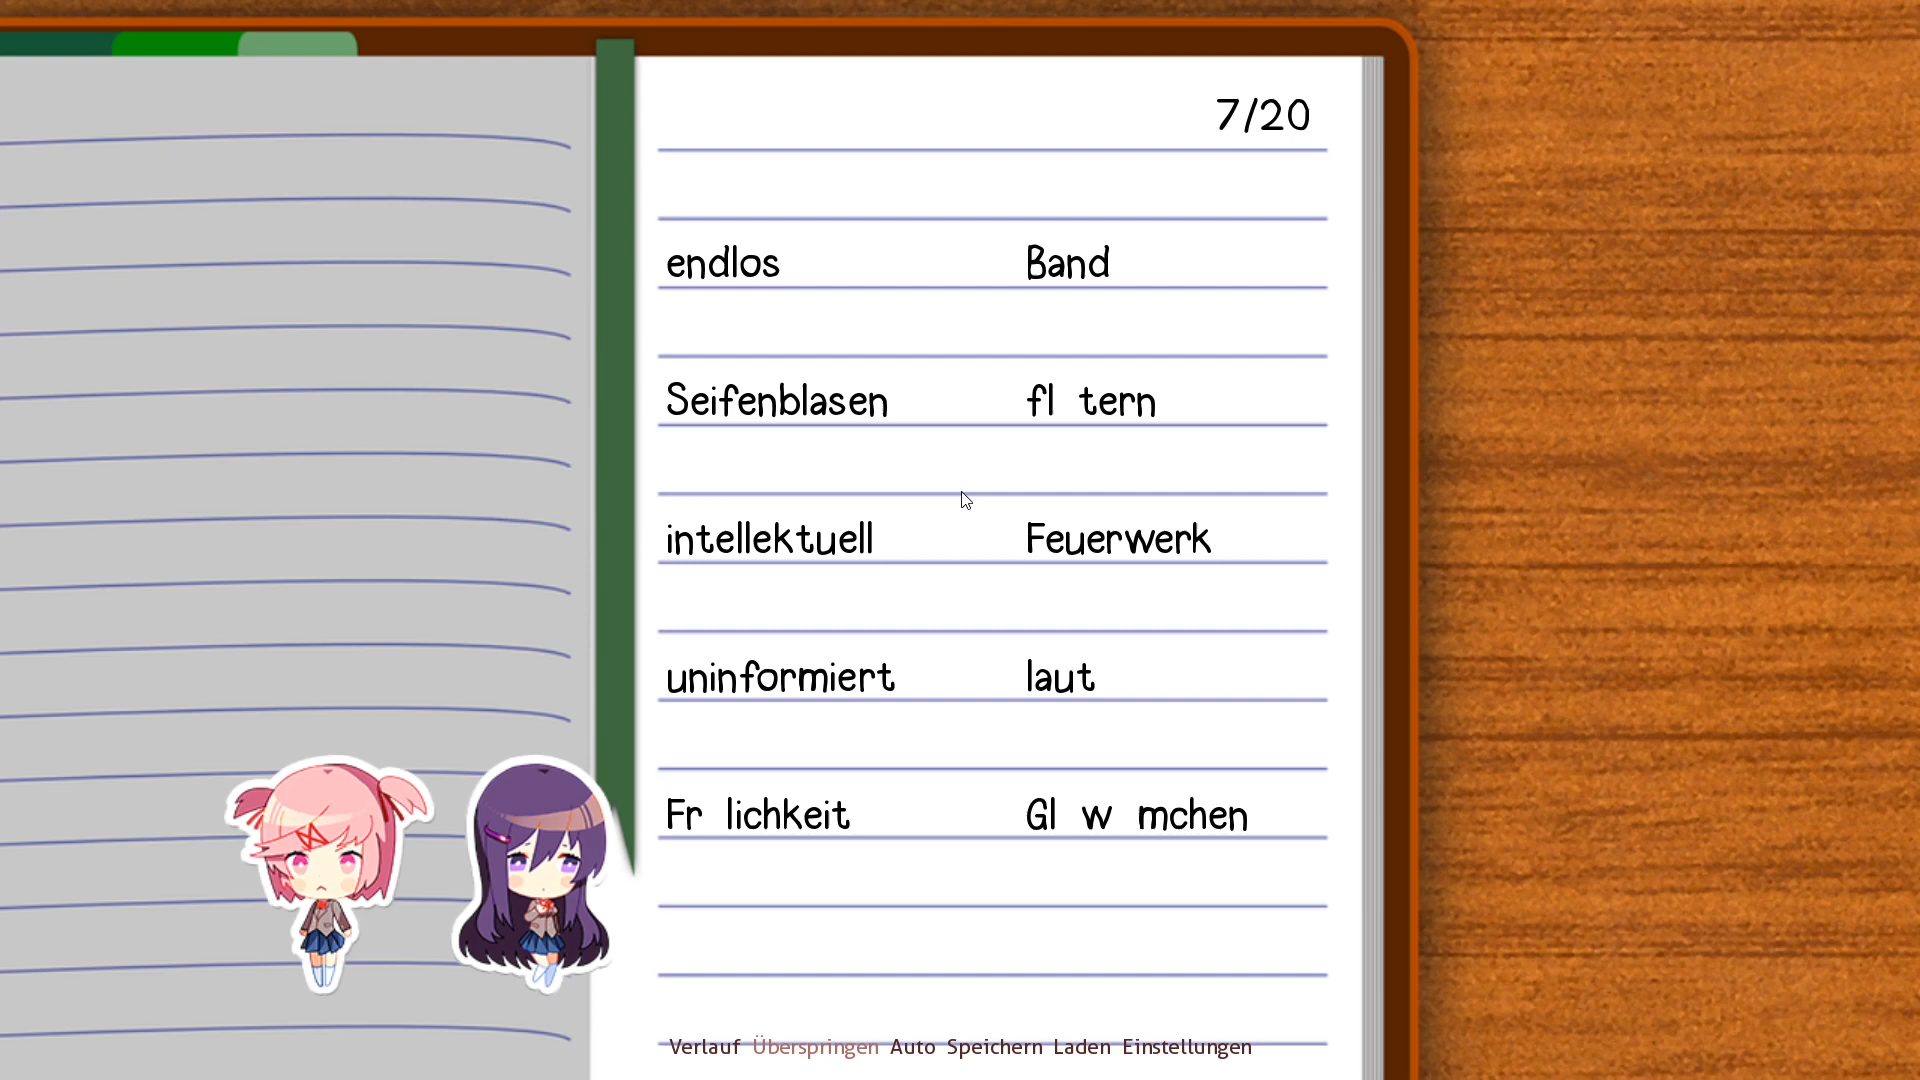 7/20
endlos Band
Seifenblasen fl tern
intellektuell Feuerwerk
uninformiert laut
Fr lichkeit Gl w mchen
Verlauf Überspringen Auto Speichern Laden Einstellungen